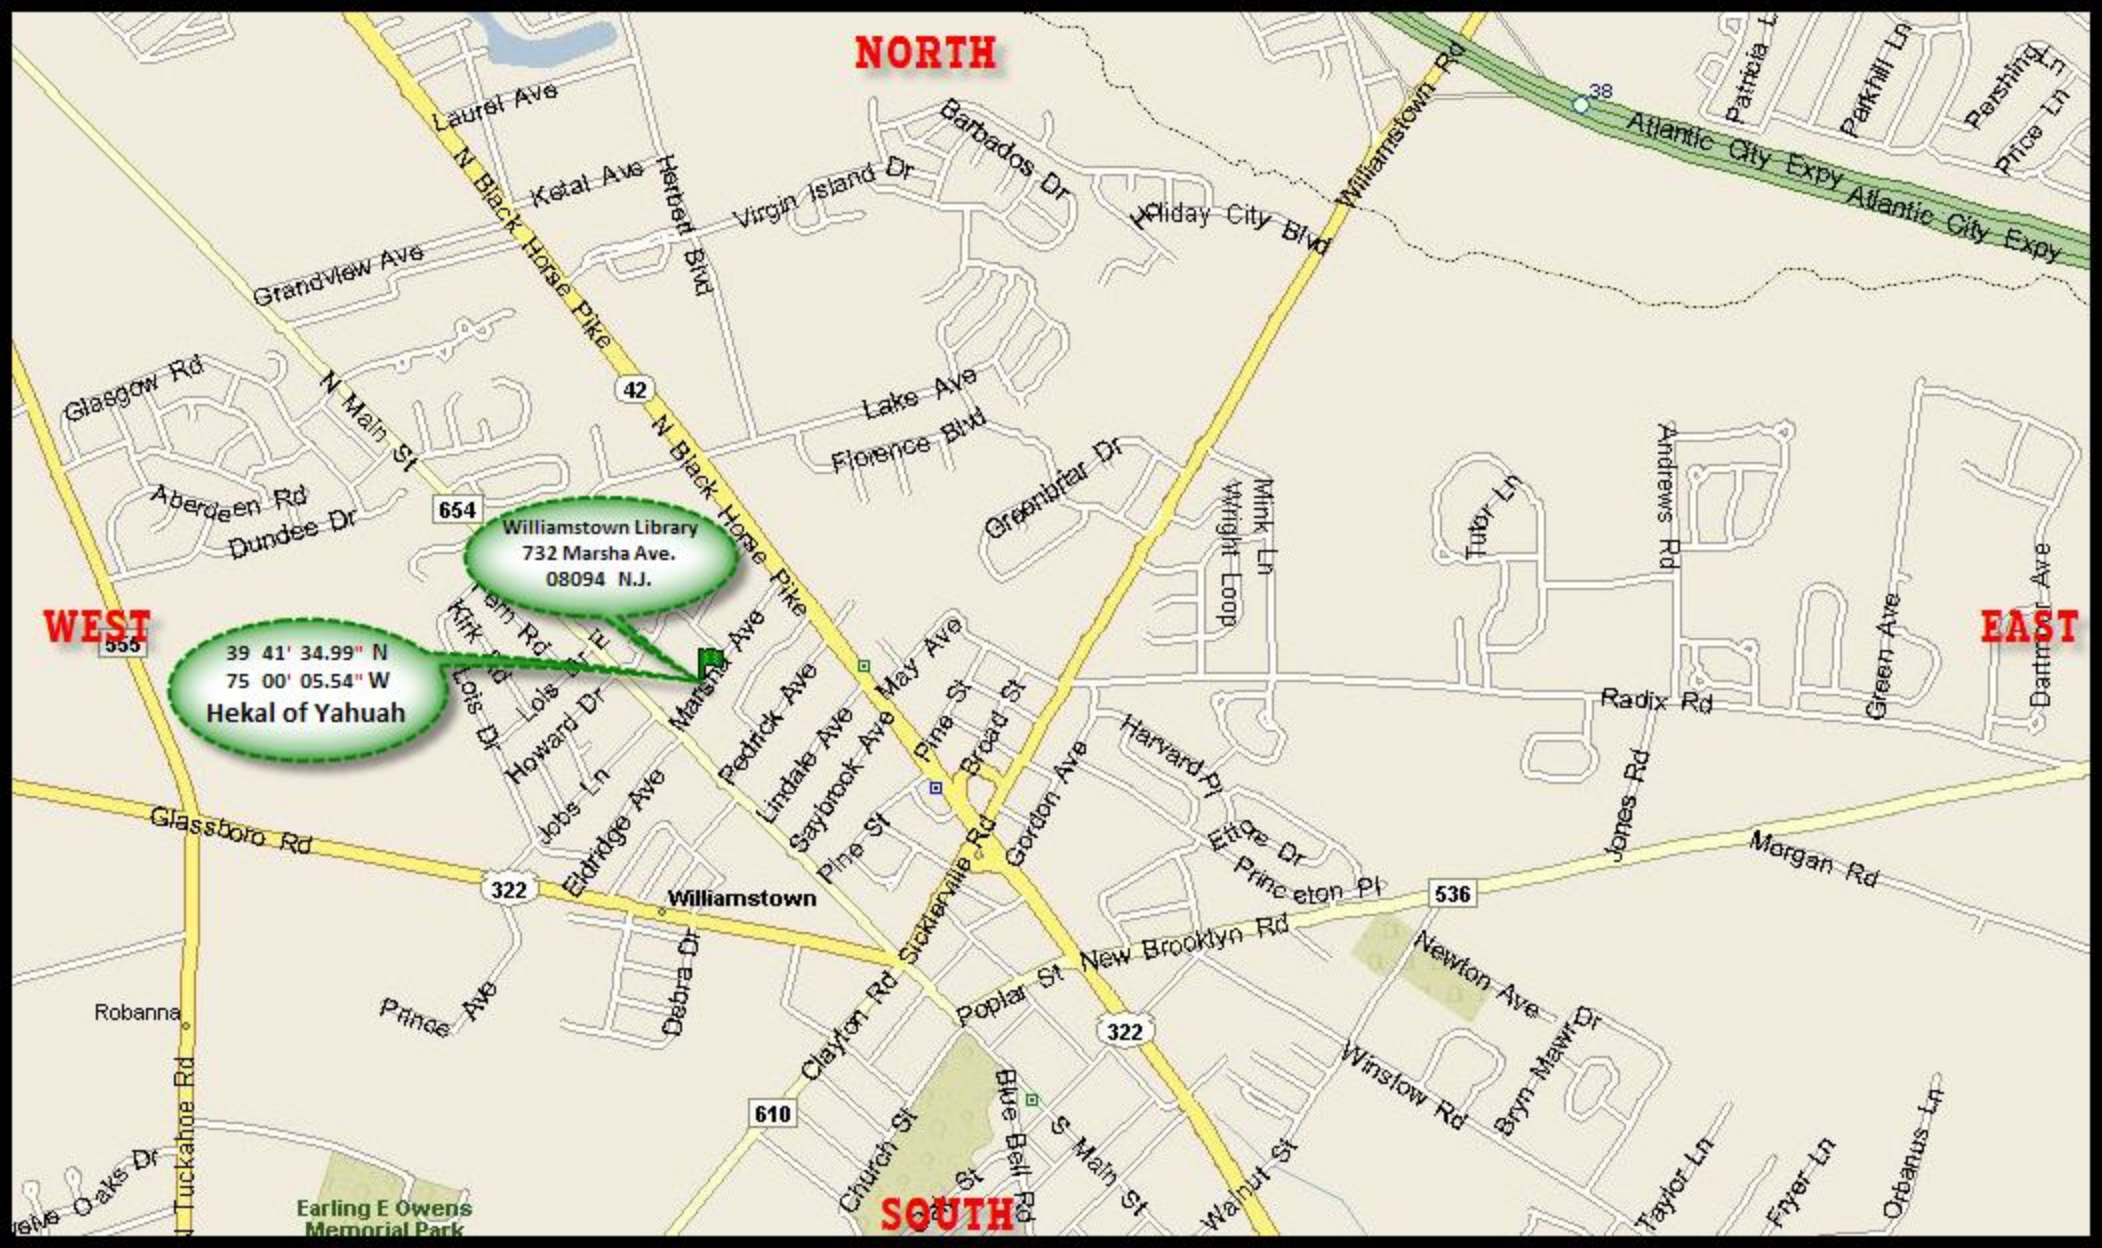 NORTH
38
Williamstown Rd
Patricia L
Parkhill Ln
Pershing Ln
Price Ln
Laurel Ave
Barbados Dr
Atlantic City Expy
Atlantic City Expy
N Black Horse Pike
Ketal Ave
Herbert Blvd
Virgin Island Dr
Holiday City Blvd
Grandview Ave
Glasgow Rd
N Main St
42
Lake Ave
Florence Blvd
N Black Horse Pike
Greenbriar Dr
Wright Loop
Mink Ln
Tutor Ln
Andrews Rd
Aberdeen Rd
Dundee Dr
654
Williamstown Library
732 Marsha Ave.
08094 N.J.
WEST
555
39 41' 34.99" N
75 00' 05.54" W
Hekal of Yahuah
Kirk Rd
Fern Rd
Lois Dr
Lois Dr
Howard Dr
Marsha Ave
Pedrick Ave
May Ave
Lindale Ave
Saybrook Ave
Pine St
Broad St
Green Ave
Dartmoor Ave
EAST
Radix Rd
Harvard Pl
Gordon Ave
Jones Rd
Glassboro Rd
Jobs Ln
Eldridge Ave
Pine St
Ettore Dr
Princeton Pl
Morgan Rd
322
Williamstown
Sicklerville Rd
536
New Brooklyn Rd
Newton Ave
Prince Ave
Debra Dr
Clayton Rd
Poplar St
322
Robanna
Bryn Mawr Dr
Winslow Rd
610
N Tuckahoe Rd
Church St
Blue Bell Rd
S Main St
Walnut St
Taylor Ln
Fryer Ln
Orbanus Ln
Oaks Dr
Earling E Owens
Memorial Park
St
SOUTH